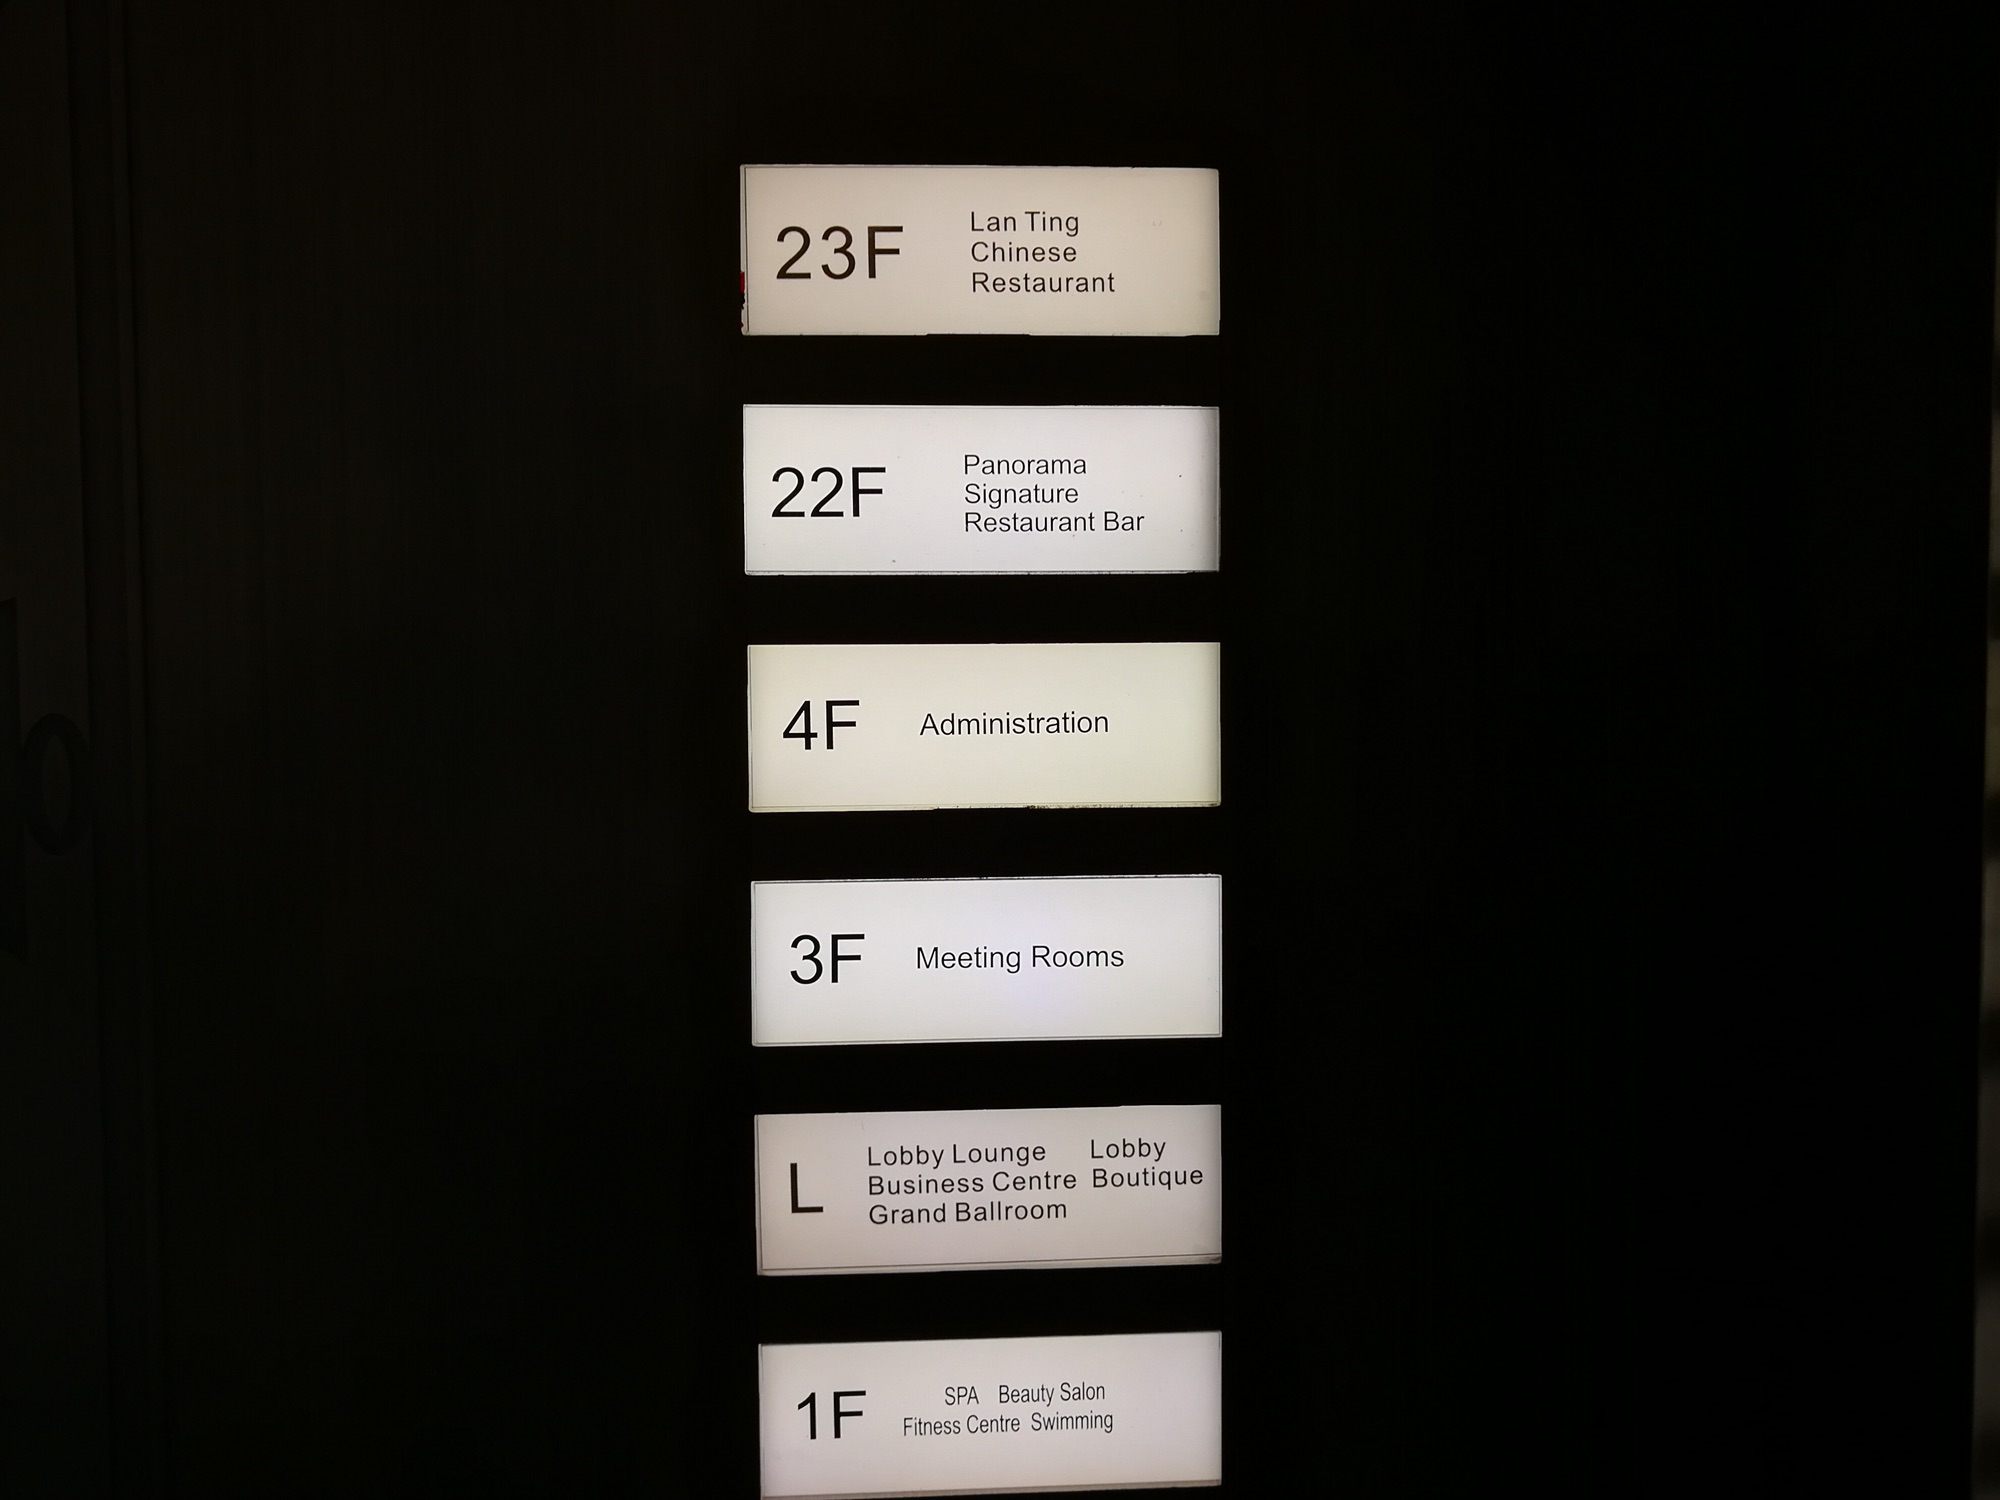 23F
Lan Ting
Chinese
Restaurant
22F
Panorama
Signature
Restaurant Bar
4F
Administration
3F
Meeting Rooms
L
Lobby Lounge
Business Centre
Grand Ballroom
Lobby
Boutique
1F
SPA Beauty Salon
Fitness Centre Swimming